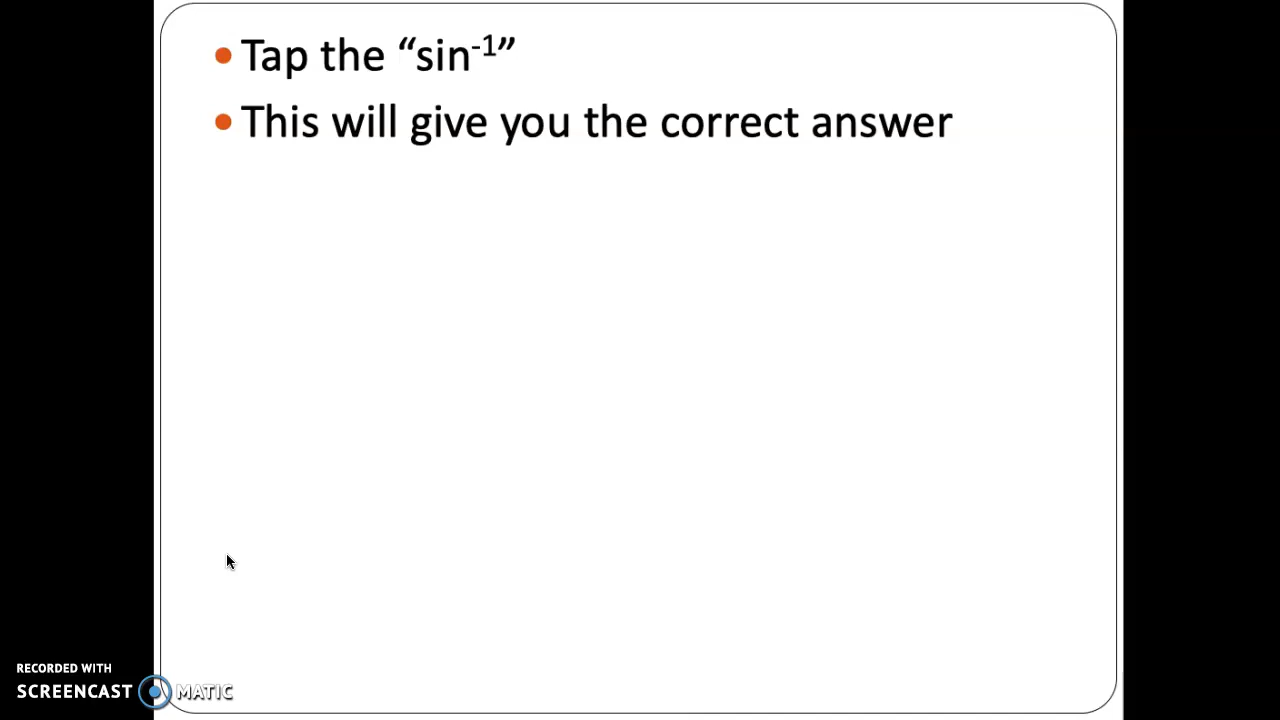 • Tap the “sin⁻¹”
• This will give you the correct answer
RECORDED WITH
SCREENCAST MATIC